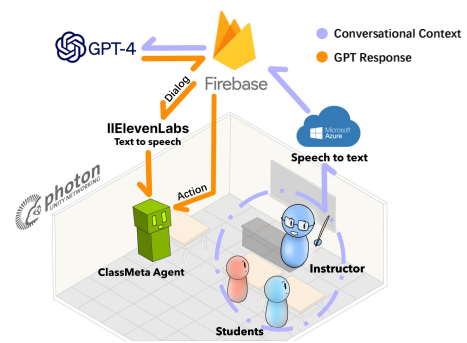 GPT-4
Firebase
Conversational Context
GPT Response
Dialog
IIElevenLabs
Text to speech
Microsoft
Azure
Speech to text
photon
UNITY NETWORKING
Action
ClassMeta Agent
Instructor
Students